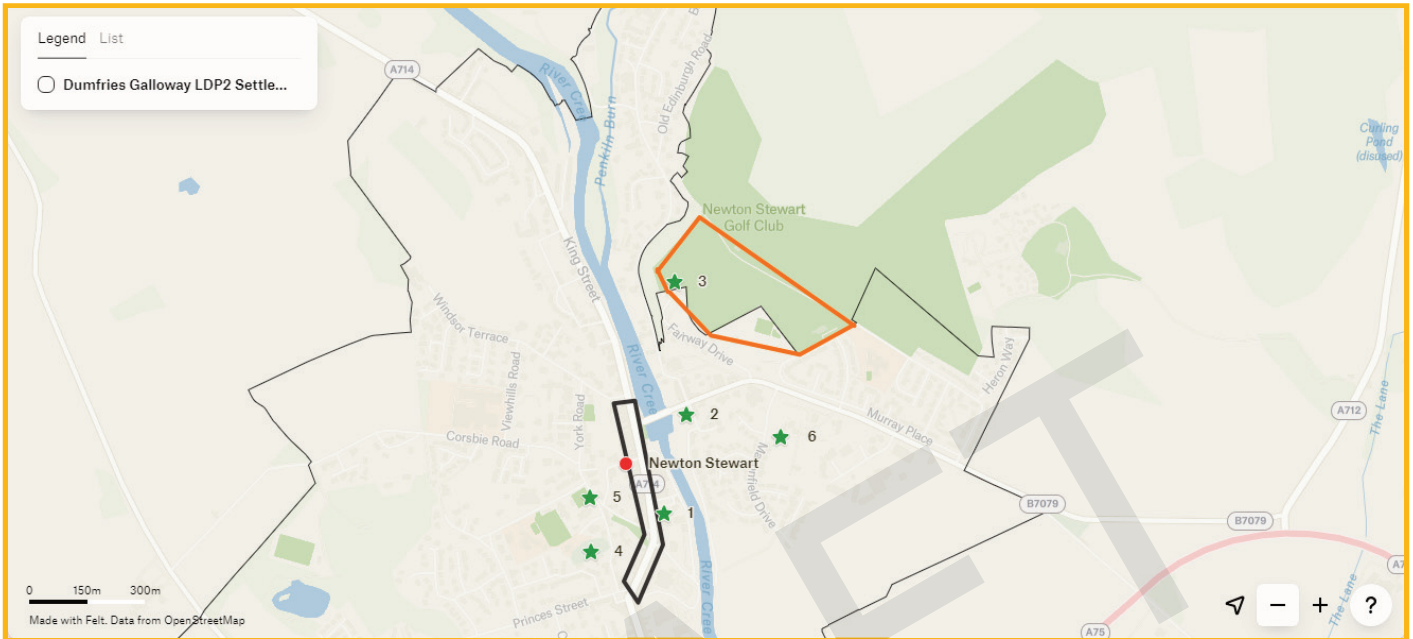 Legend List
Dumfries Galloway LDP2 Settle...
A714
River Cree
Penkiln Burn
Old Edinburgh Road
B
Curling
Pond
(disused)
Newton Stewart
Golf Club
King Street
3
Windsor Terrace
Fairway Drive
River Cree
Heron Way
Viewhills Road
York Road
2
Murray Place
A712
The Lane
Corsbie Road
6
Newton Stewart
A714
5
1
B7079
B7079
4
River Cree
Princes Street
0 150m 300m
Made with Felt. Data from OpenStreetMap
A75
The Lane
A7
− + ?